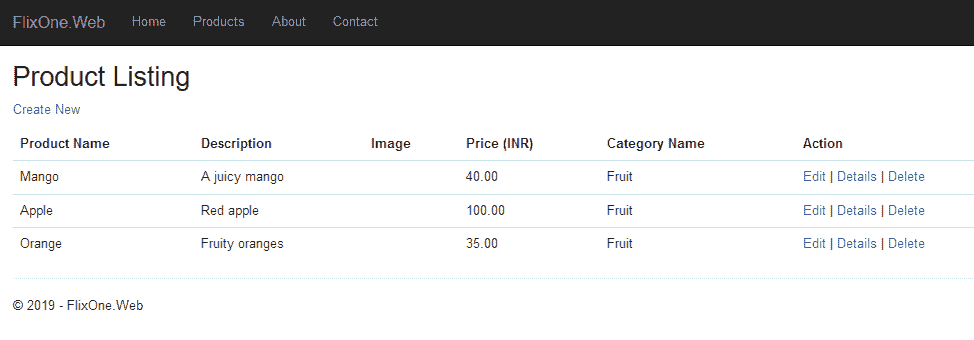 FlixOne.Web Home Products About Contact
Product Listing
Create New
Product Name Description Image Price (INR) Category Name Action
Mango A juicy mango 40.00 Fruit Edit | Details | Delete
Apple Red apple 100.00 Fruit Edit | Details | Delete
Orange Fruity oranges 35.00 Fruit Edit | Details | Delete
© 2019 - FlixOne.Web